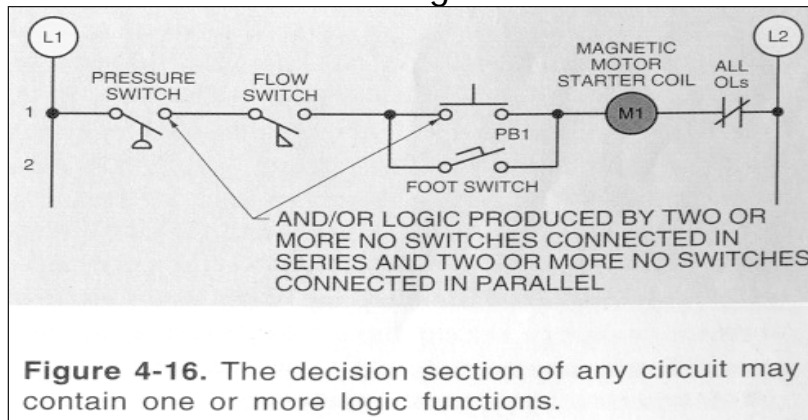 L1
L2
PRESSURE
SWITCH
FLOW
SWITCH
MAGNETIC
MOTOR
STARTER COIL
ALL
OLs
1
M1
PB1
2
FOOT SWITCH
AND/OR LOGIC PRODUCED BY TWO OR
MORE NO SWITCHES CONNECTED IN
SERIES AND TWO OR MORE NO SWITCHES
CONNECTED IN PARALLEL
Figure 4-16. The decision section of any circuit may
contain one or more logic functions.